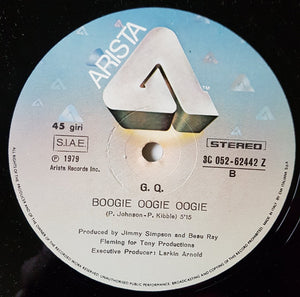 ARISTA
45 giri
S.I.A.E.
℗ 1979
Arista Records Inc.
STEREO
3C 052-62442 Z
B
G. Q.
BOOGIE OOGIE OOGIE
(P. Johnson-P. Kibble) 5'15
Produced by Jimmy Simpson and Beau Ray
Fleming for Tony Productions
Executive Producer: Larkin Arnold